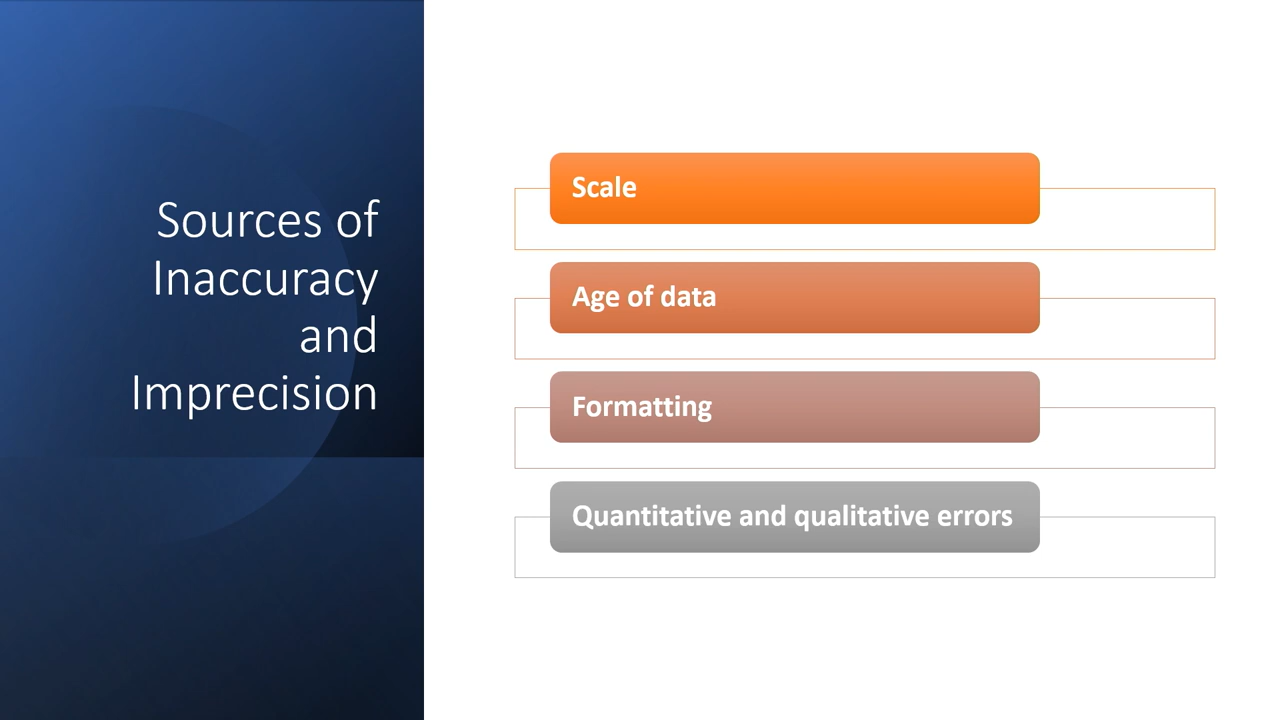 Sources of
Inaccuracy
and
Imprecision
Scale
Age of data
Formatting
Quantitative and qualitative errors